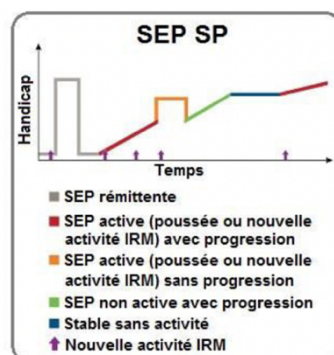 SEP SP
Handicap
Temps
SEP rémittente
SEP active (poussée ou nouvelle
activité IRM) avec progression
SEP active (poussée ou nouvelle
activité IRM) sans progression
SEP non active avec progression
Stable sans activité
Nouvelle activité IRM